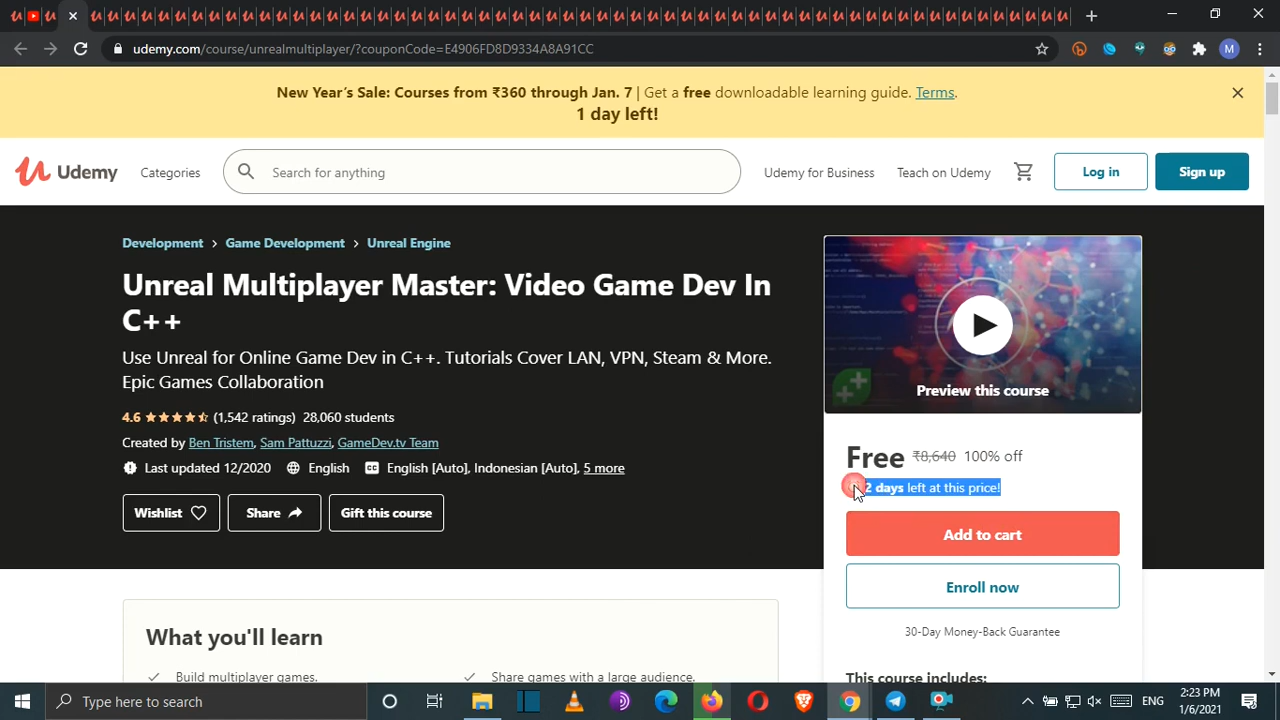 udemy.com/course/unrealmultiplayer/?couponCode=E4906FD8D9334A8A91CC
M
New Year's Sale: Courses from ₹360 through Jan. 7 | Get a free downloadable learning guide. Terms.
1 day left!
Udemy
Categories
Search for anything
Udemy for Business
Teach on Udemy
Log in
Sign up
Development > Game Development > Unreal Engine
Unreal Multiplayer Master: Video Game Dev In
C++
Use Unreal for Online Game Dev in C++. Tutorials Cover LAN, VPN, Steam & More.
Epic Games Collaboration
4.6 (1,542 ratings) 28,060 students
Created by Ben Tristem, Sam Pattuzzi, GameDev.tv Team
Last updated 12/2020 English CC English [Auto], Indonesian [Auto], 5 more
Wishlist
Share
Gift this course
Preview this course
Free ₹8,640 100% off
2 days left at this price!
Add to cart
Enroll now
30-Day Money-Back Guarantee
This course includes:
What you'll learn
Build multiplayer games.
Share games with a large audience.
Type here to search
ENG
2:23 PM
1/6/2021